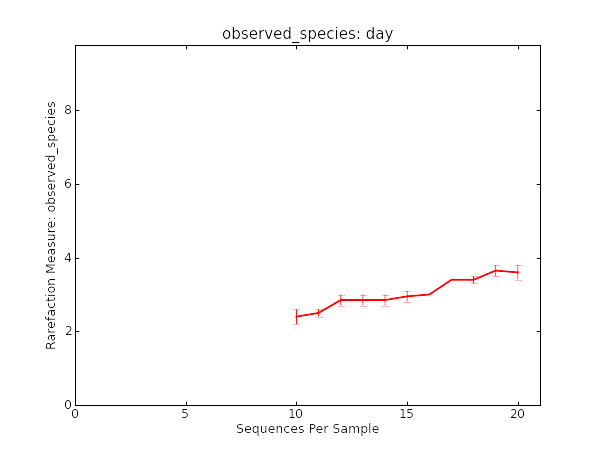 observed_species: day
Rarefaction Measure: observed_species
8
6
4
2
0
0 5 10 15 20
Sequences Per Sample